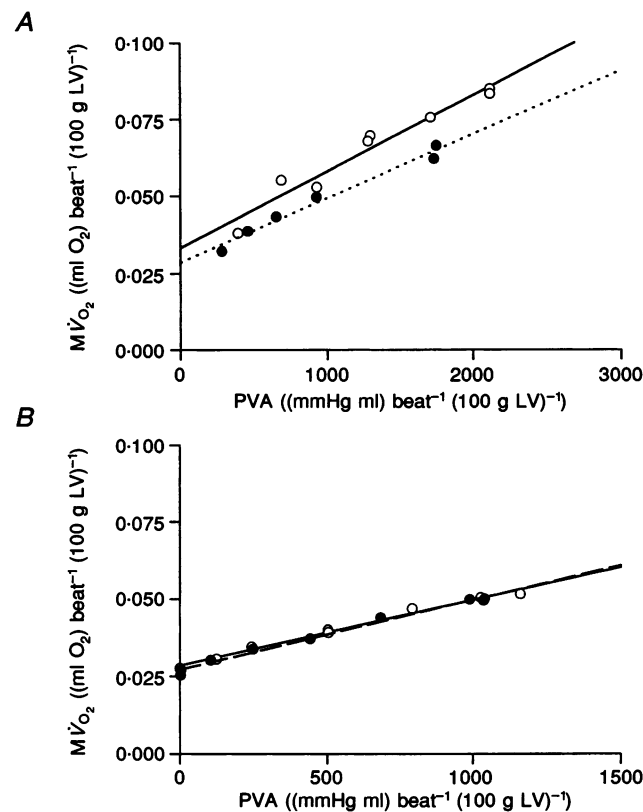 A
0·100
0·075
0·050
0·025
0·000
MV̇O₂ ((ml O₂) beat⁻¹ (100 g LV)⁻¹)
0 1000 2000 3000
PVA ((mmHg ml) beat⁻¹ (100 g LV)⁻¹)
B
0·100
0·075
0·050
0·025
0·000
MV̇O₂ ((ml O₂) beat⁻¹ (100 g LV)⁻¹)
0 500 1000 1500
PVA ((mmHg ml) beat⁻¹ (100 g LV)⁻¹)